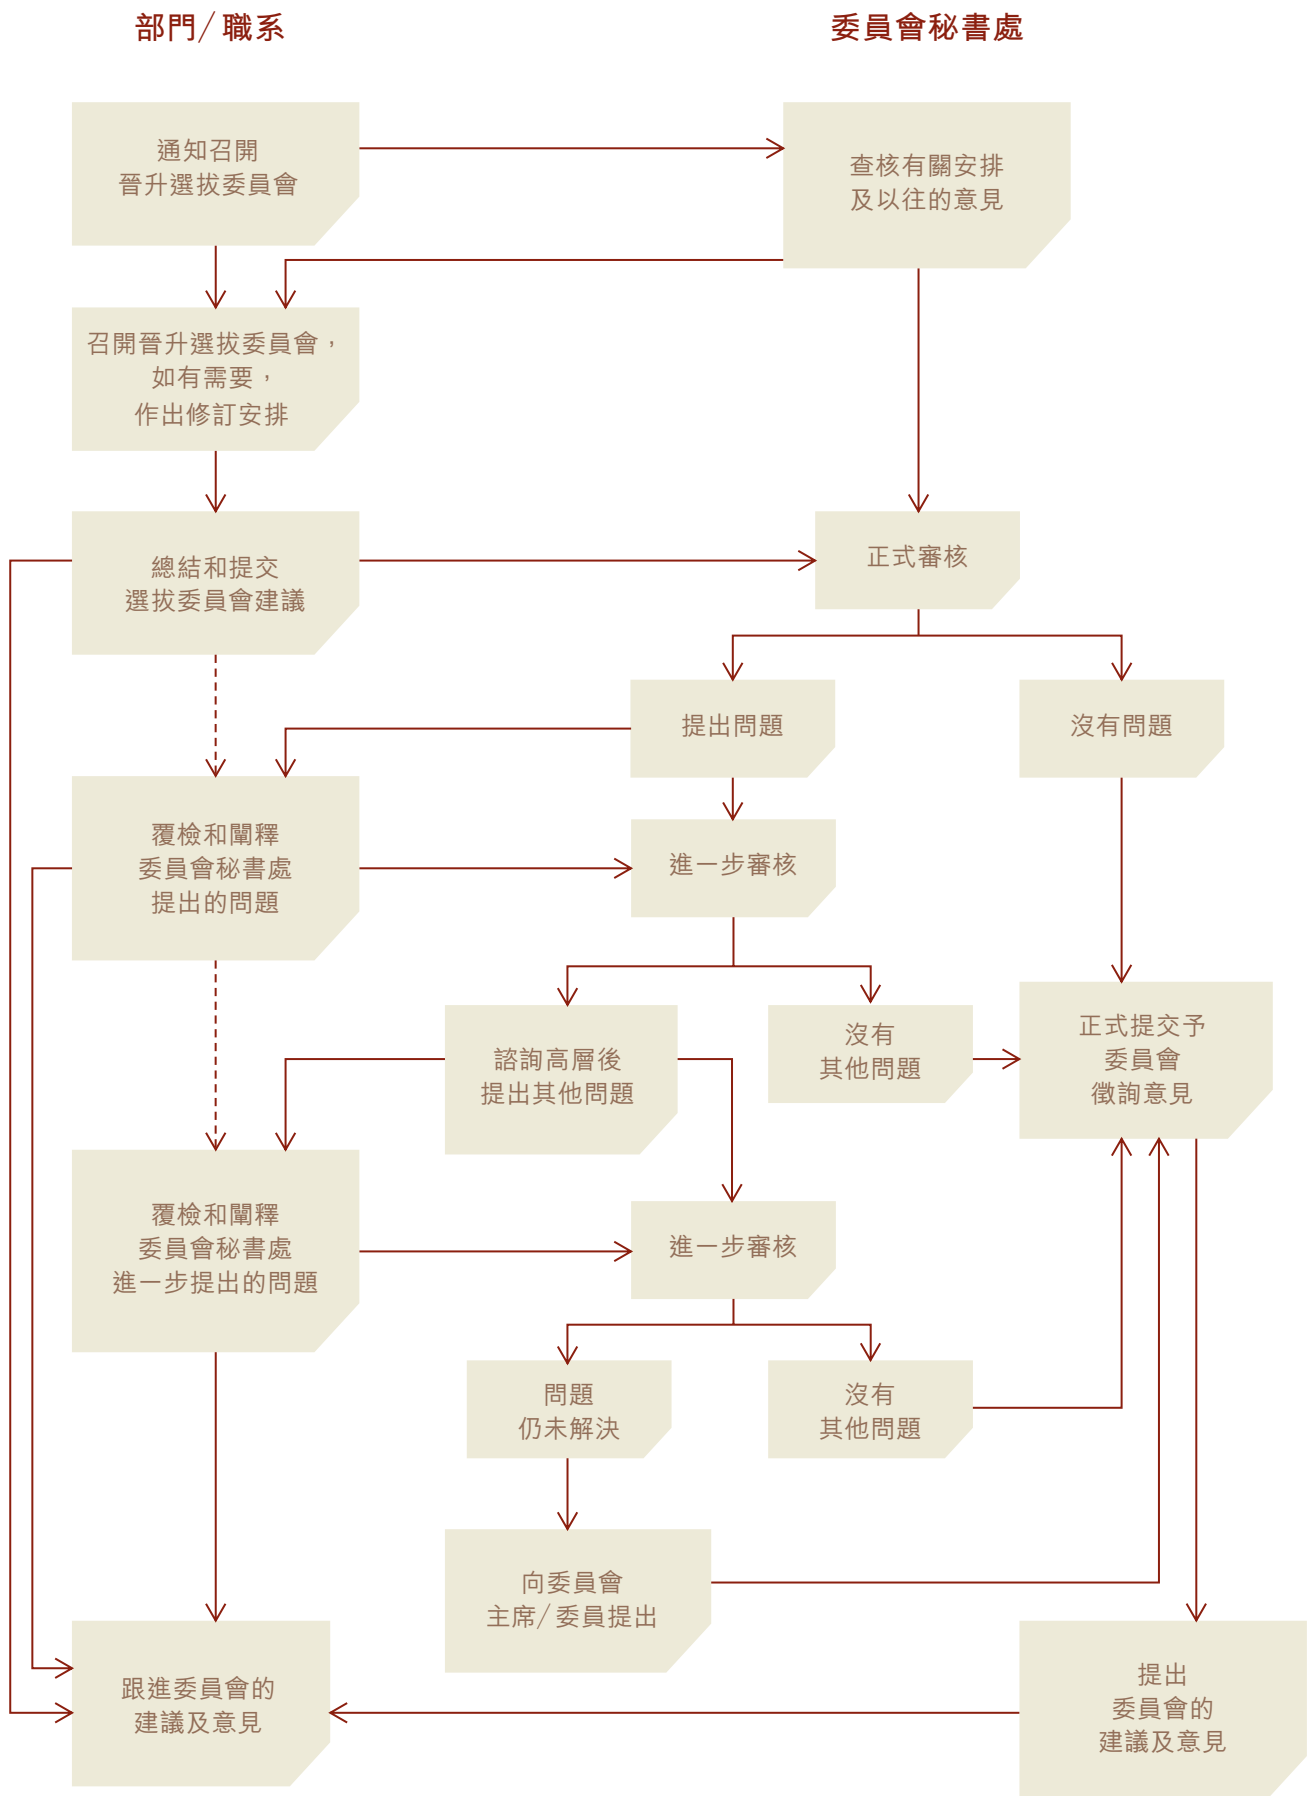 部門/職系
委員會秘書處
通知召開
晉升選拔委員會
查核有關安排
及以往的意見
召開晉升選拔委員會，
如有需要，
作出修訂安排
總結和提交
選拔委員會建議
正式審核
提出問題
沒有問題
覆檢和闡釋
委員會秘書處
提出的問題
進一步審核
諮詢高層後
提出其他問題
沒有
其他問題
正式提交予
委員會
徵詢意見
覆檢和闡釋
委員會秘書處
進一步提出的問題
進一步審核
問題
仍未解決
沒有
其他問題
向委員會
主席/委員提出
跟進委員會的
建議及意見
提出
委員會的
建議及意見